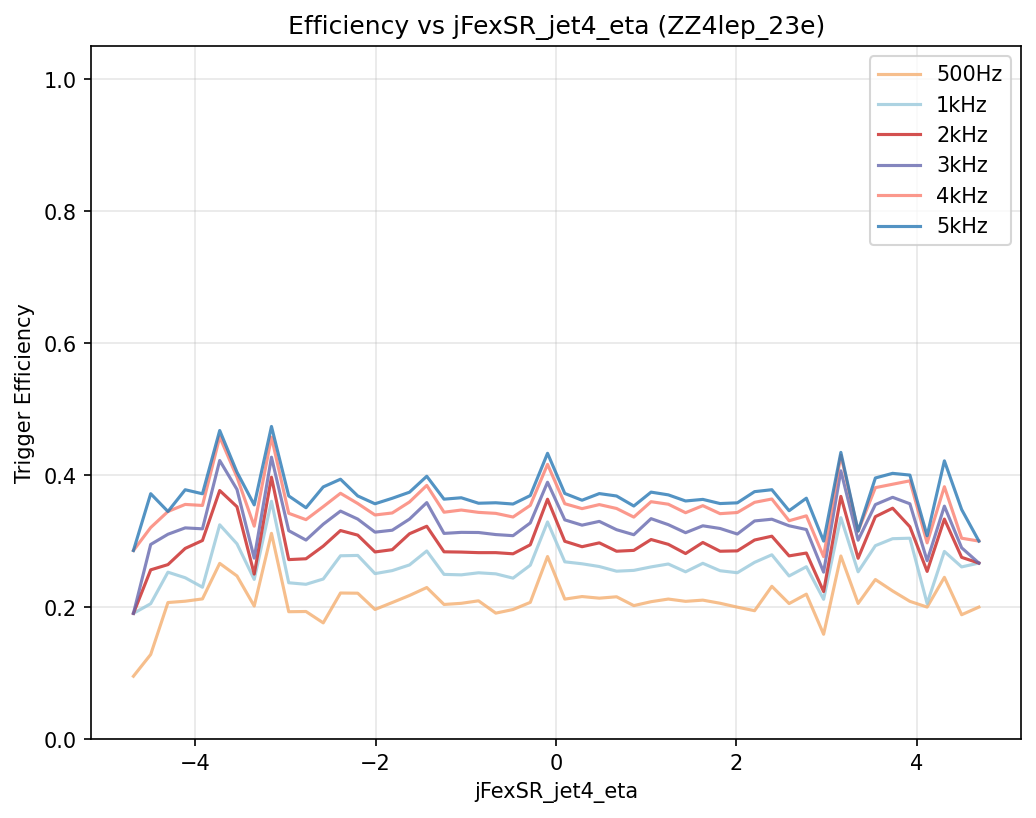 Efficiency vs jFexSR_jet4_eta (ZZ4lep_23e)
500Hz
1kHz
2kHz
3kHz
4kHz
5kHz
Trigger Efficiency
1.0
0.8
0.6
0.4
0.2
0.0
−4
−2
0
2
4
jFexSR_jet4_eta